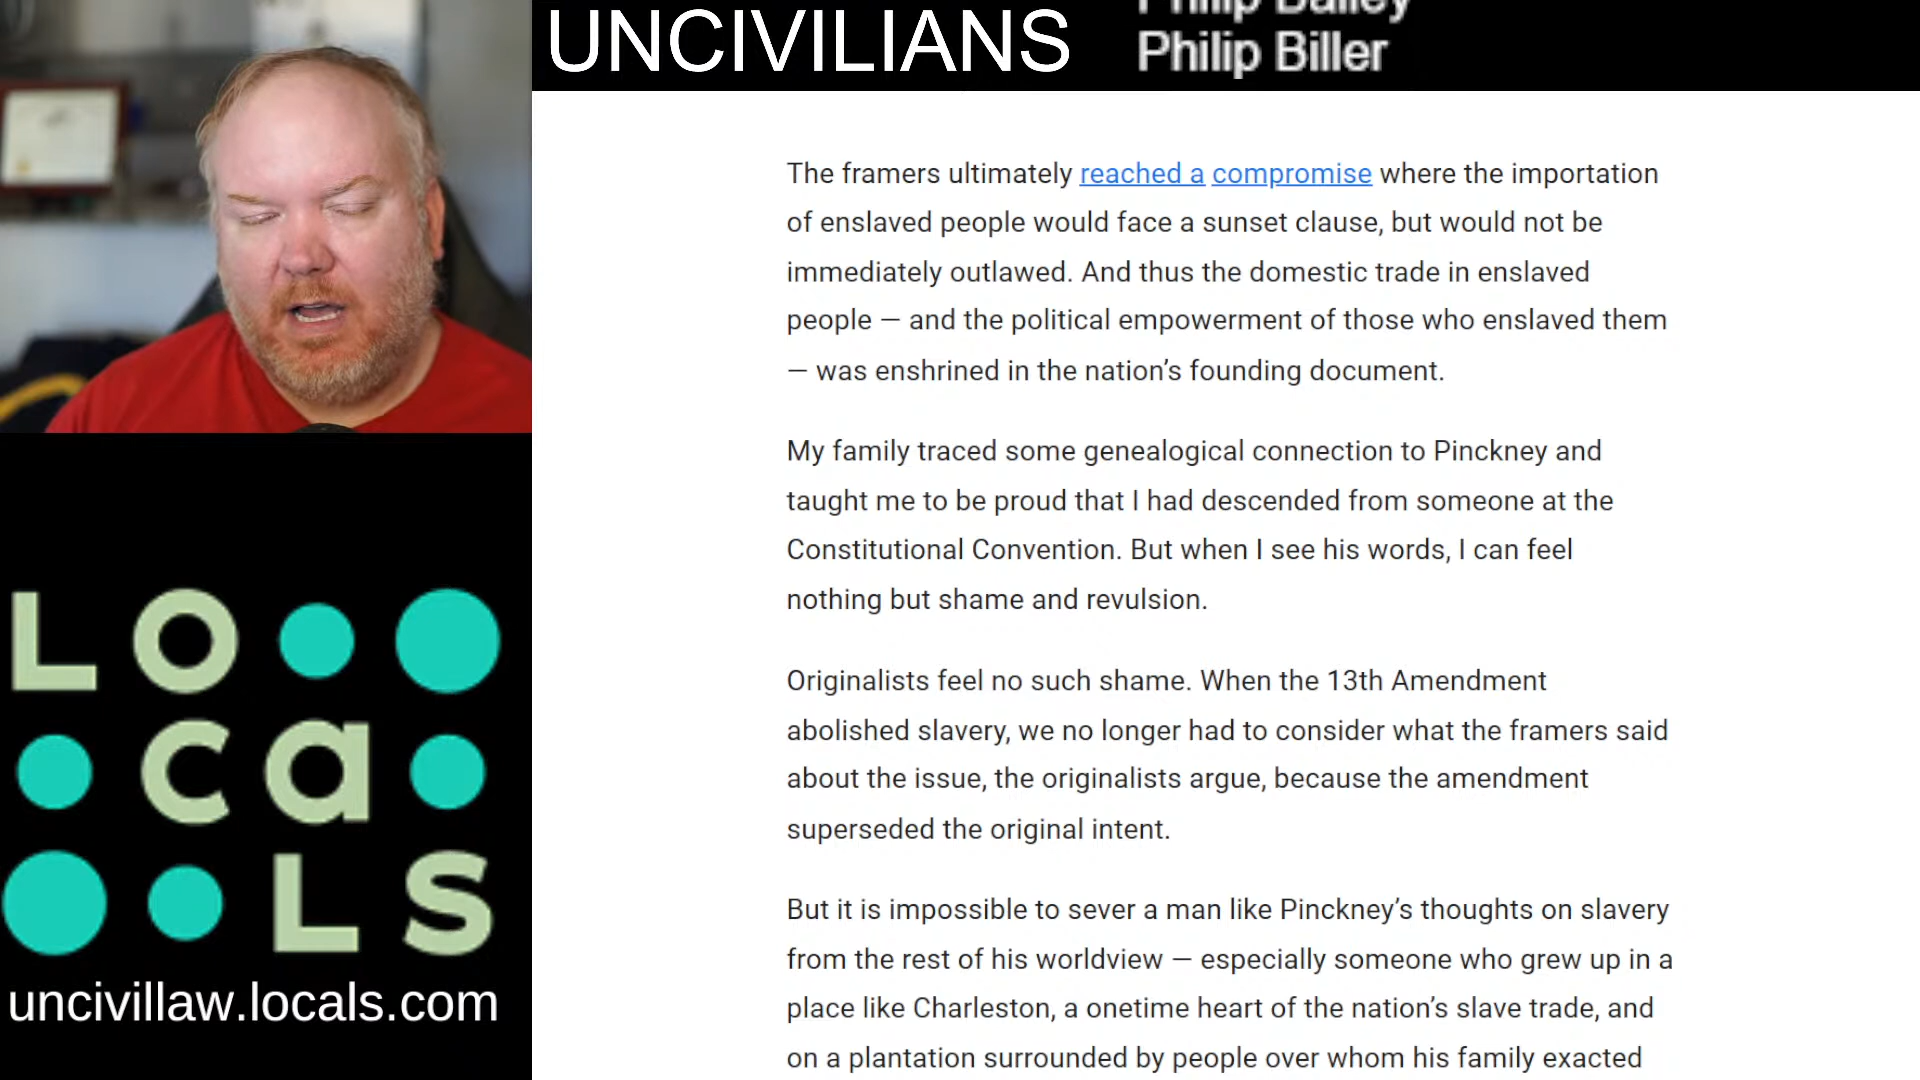 UNCIVILIANS
Philip Bailey
Philip Biller
The framers ultimately reached a compromise where the importation
of enslaved people would face a sunset clause, but would not be
immediately outlawed. And thus the domestic trade in enslaved
people — and the political empowerment of those who enslaved them
— was enshrined in the nation’s founding document.
My family traced some genealogical connection to Pinckney and
taught me to be proud that I had descended from someone at the
Constitutional Convention. But when I see his words, I can feel
nothing but shame and revulsion.
Originalists feel no such shame. When the 13th Amendment
abolished slavery, we no longer had to consider what the framers said
about the issue, the originalists argue, because the amendment
superseded the original intent.
But it is impossible to sever a man like Pinckney’s thoughts on slavery
from the rest of his worldview — especially someone who grew up in a
place like Charleston, a onetime heart of the nation’s slave trade, and
on a plantation surrounded by people over whom his family exacted
LO
ca
LS
uncivillaw.locals.com